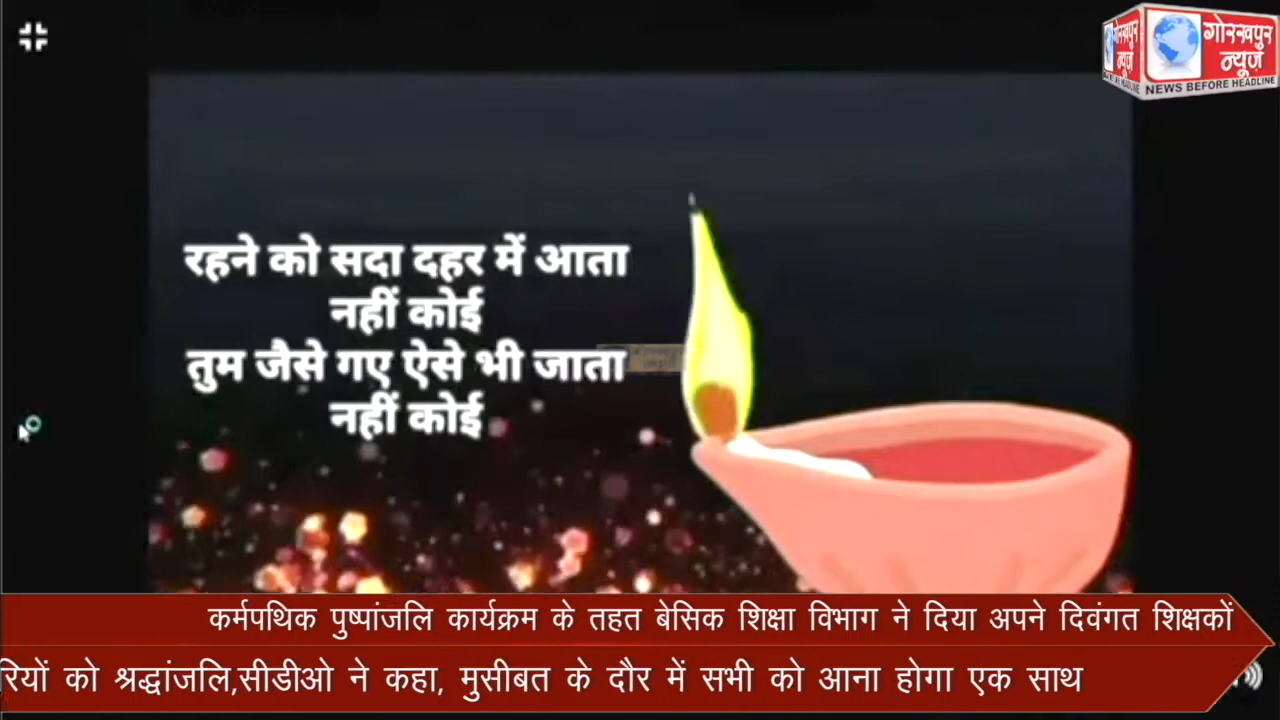 गोरखपुर
न्यूज़
NEWS BEFORE HEADLINE
रहने को सदा दहर में आता
नहीं कोई
तुम जैसे गए ऐसे भी जाता
नहीं कोई
कर्मपथिक पुष्पांजलि कार्यक्रम के तहत बेसिक शिक्षा विभाग ने दिया अपने दिवंगत शिक्षकों
रियों को श्रद्धांजलि,सीडीओ ने कहा, मुसीबत के दौर में सभी को आना होगा एक साथ